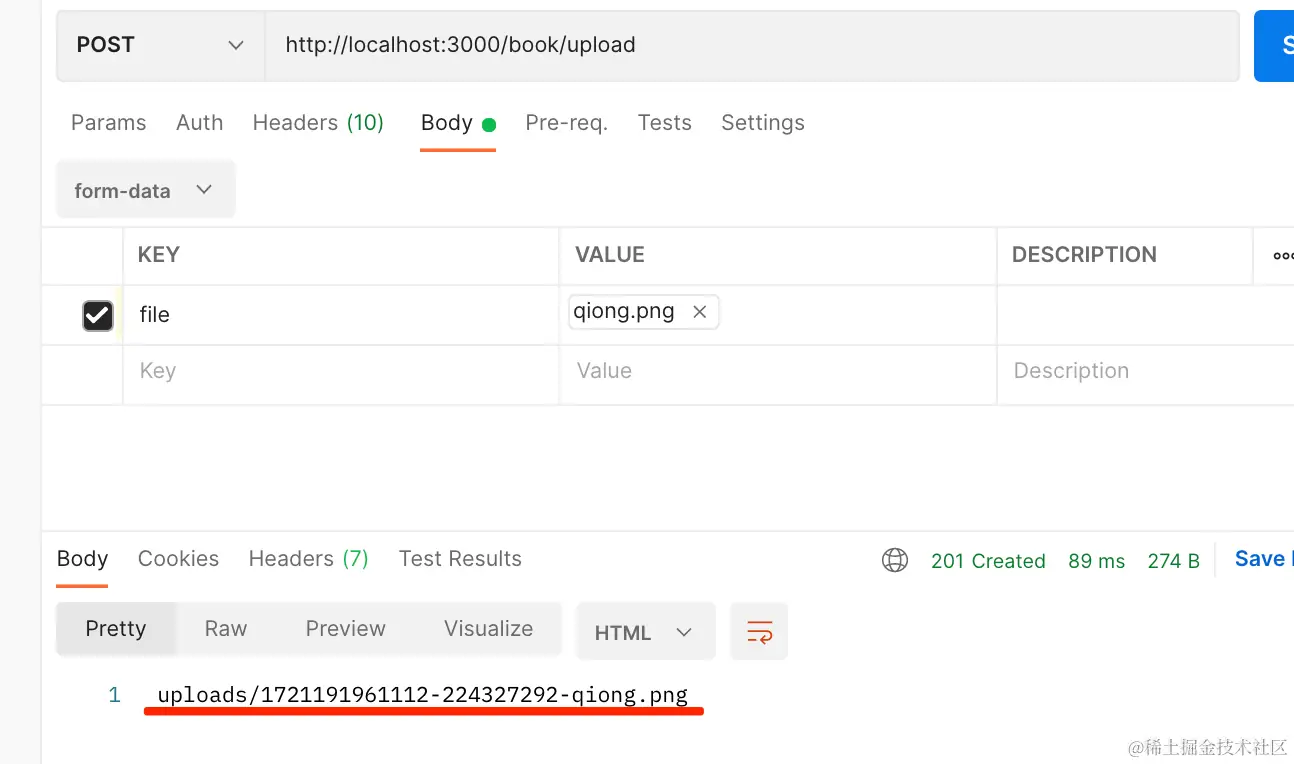 POST http://localhost:3000/book/upload S
Params Auth Headers (10) Body Pre-req. Tests Settings
form-data
KEY VALUE DESCRIPTION
file qiong.png
Key Value Description
Body Cookies Headers (7) Test Results 201 Created 89 ms 274 B Save
Pretty Raw Preview Visualize HTML
1 uploads/1721191961112-224327292-qiong.png
@稀土掘金技术社区